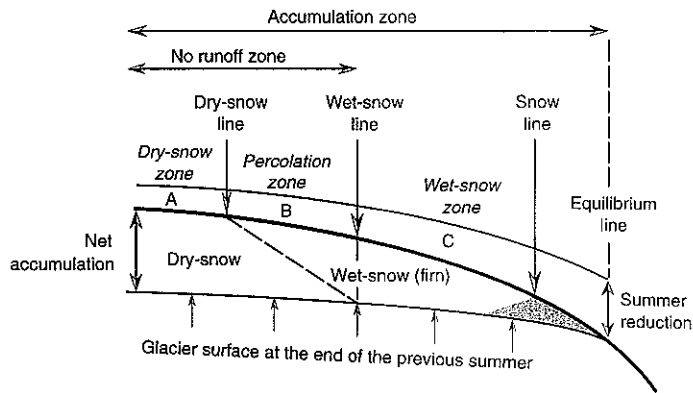 Accumulation zone
No runoff zone
Dry-snow
line
Wet-snow
line
Snow
line
Dry-snow
zone
Percolation
zone
Wet-snow
zone
Equilibrium
line
A
B
C
Net
accumulation
Dry-snow
Wet-snow (firn)
Summer
reduction
Glacier surface at the end of the previous summer